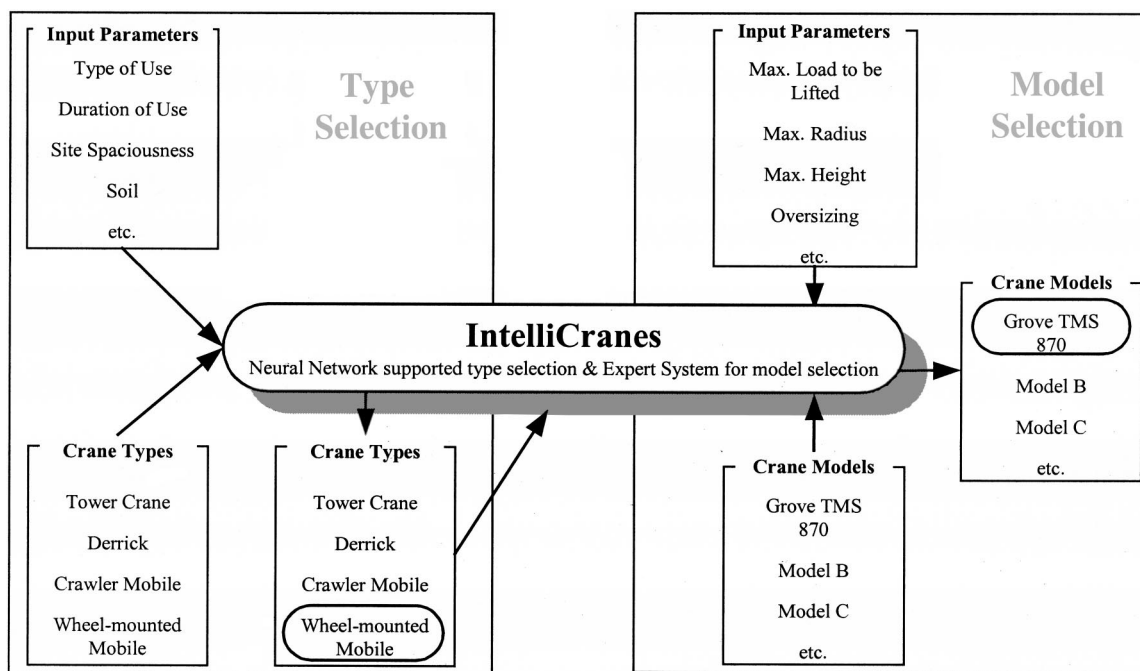 Input Parameters
Type of Use
Duration of Use
Site Spaciousness
Soil
etc.
Type
Selection
Input Parameters
Max. Load to be
Lifted
Max. Radius
Max. Height
Oversizing
etc.
Model
Selection
IntelliCranes
Neural Network supported type selection & Expert System for model selection
Crane Models
Grove TMS
870
Model B
Model C
etc.
Crane Types
Tower Crane
Derrick
Crawler Mobile
Wheel-mounted
Mobile
Crane Types
Tower Crane
Derrick
Crawler Mobile
Wheel-mounted
Mobile
Crane Models
Grove TMS
870
Model B
Model C
etc.